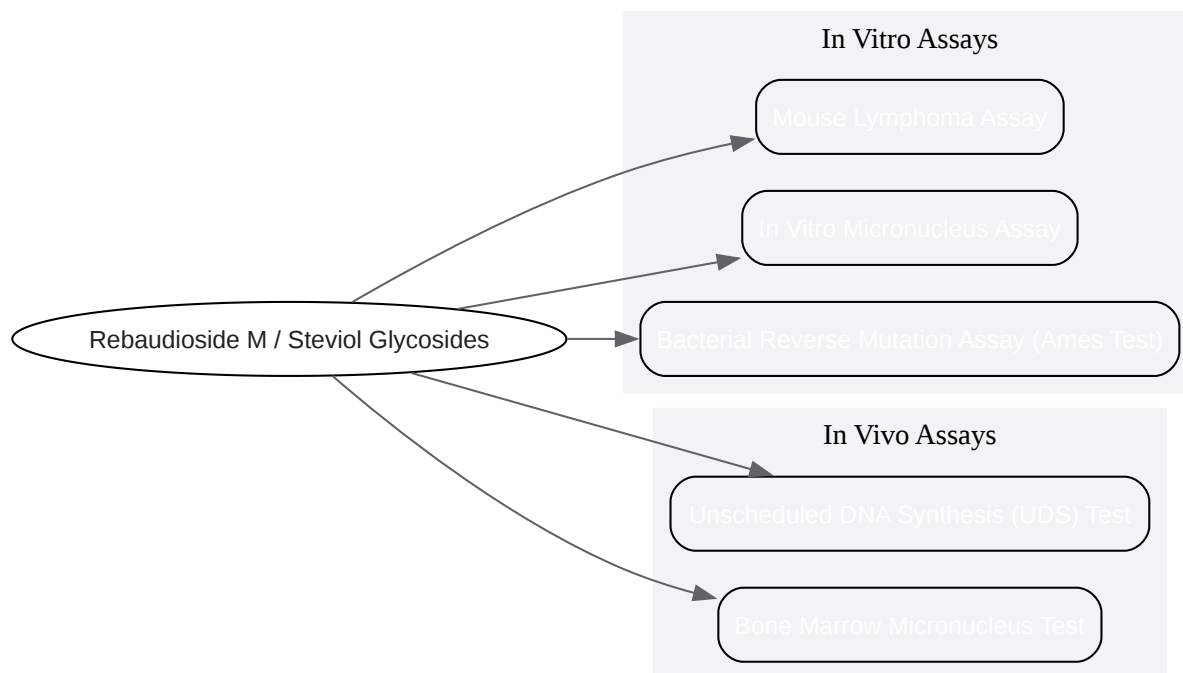 In Vitro Assays
Mouse Lymphoma Assay
In Vitro Micronucleus Assay
Rebaudioside M / Steviol Glycosides
Bacterial Reverse Mutation Assay (Ames Test)
In Vivo Assays
Unscheduled DNA Synthesis (UDS) Test
Bone Marrow Micronucleus Test